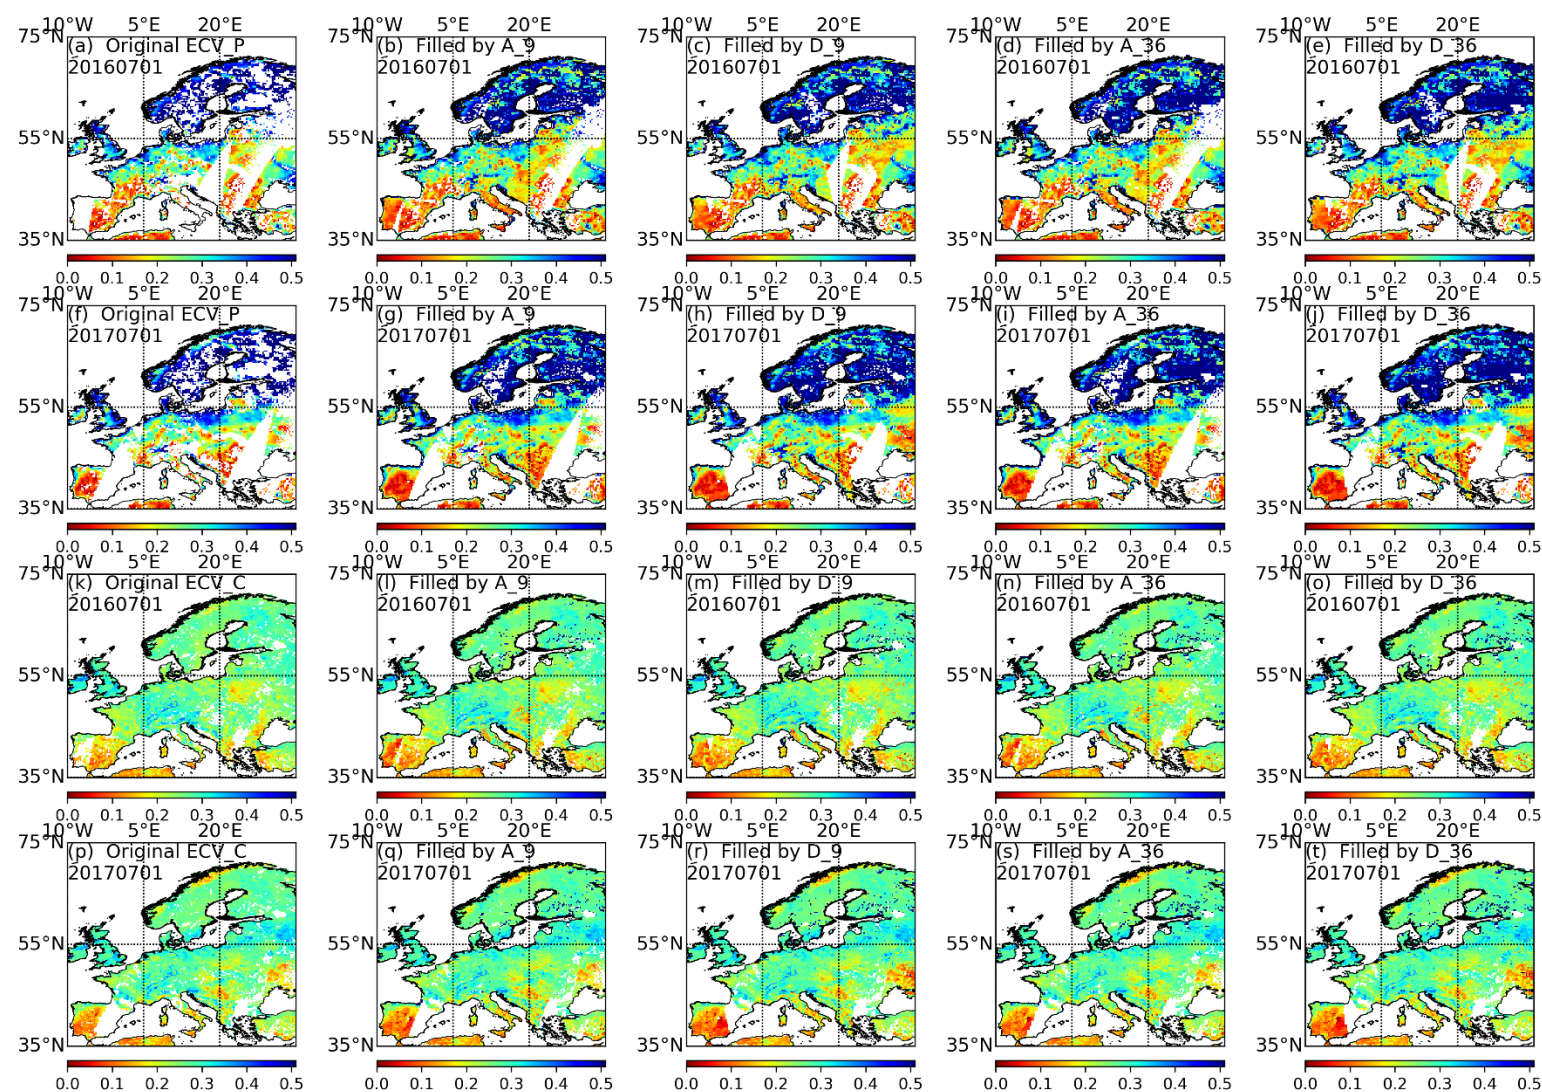 10°W 5°E 20°E 10°W 5°E 20°E 10°W 5°E 20°E 10°W 5°E 20°E 10°W 5°E 20°E
75°N (a) Original ECV_P 75°N (b) Filled by A_9 75°N (c) Filled by D_9 75°N (d) Filled by A_36 75°N (e) Filled by D_36
20160701 20160701 20160701 20160701 20160701
55°N 55°N 55°N 55°N 55°N
35°N 35°N 35°N 35°N 35°N
0.0 0.1 0.2 0.3 0.4 0.5 0.0 0.1 0.2 0.3 0.4 0.5 0.0 0.1 0.2 0.3 0.4 0.5 0.0 0.1 0.2 0.3 0.4 0.5 0.0 0.1 0.2 0.3 0.4 0.5
10°W 5°E 20°E 10°W 5°E 20°E 10°W 5°E 20°E 10°W 5°E 20°E 10°W 5°E 20°E
75°N (f) Original ECV_P 75°N (g) Filled by A_9 75°N (h) Filled by D_9 75°N (i) Filled by A_36 75°N (j) Filled by D_36
20170701 20170701 20170701 20170701 20170701
55°N 55°N 55°N 55°N 55°N
35°N 35°N 35°N 35°N 35°N
0.0 0.1 0.2 0.3 0.4 0.5 0.0 0.1 0.2 0.3 0.4 0.5 0.0 0.1 0.2 0.3 0.4 0.5 0.0 0.1 0.2 0.3 0.4 0.5 0.0 0.1 0.2 0.3 0.4 0.5
10°W 5°E 20°E 10°W 5°E 20°E 10°W 5°E 20°E 10°W 5°E 20°E 10°W 5°E 20°E
75°N (k) Original ECV_C 75°N (l) Filled by A_9 75°N (m) Filled by D_9 75°N (n) Filled by A_36 75°N (o) Filled by D_36
20160701 20160701 20160701 20160701 20160701
55°N 55°N 55°N 55°N 55°N
35°N 35°N 35°N 35°N 35°N
0.0 0.1 0.2 0.3 0.4 0.5 0.0 0.1 0.2 0.3 0.4 0.5 0.0 0.1 0.2 0.3 0.4 0.5 0.0 0.1 0.2 0.3 0.4 0.5 0.0 0.1 0.2 0.3 0.4 0.5
10°W 5°E 20°E 10°W 5°E 20°E 10°W 5°E 20°E 10°W 5°E 20°E 10°W 5°E 20°E
75°N (p) Original ECV_C 75°N (q) Filled by A_9 75°N (r) Filled by D_9 75°N (s) Filled by A_36 75°N (t) Filled by D_36
20170701 20170701 20170701 20170701 20170701
55°N 55°N 55°N 55°N 55°N
35°N 35°N 35°N 35°N 35°N
0.0 0.1 0.2 0.3 0.4 0.5 0.0 0.1 0.2 0.3 0.4 0.5 0.0 0.1 0.2 0.3 0.4 0.5 0.0 0.1 0.2 0.3 0.4 0.5 0.0 0.1 0.2 0.3 0.4 0.5